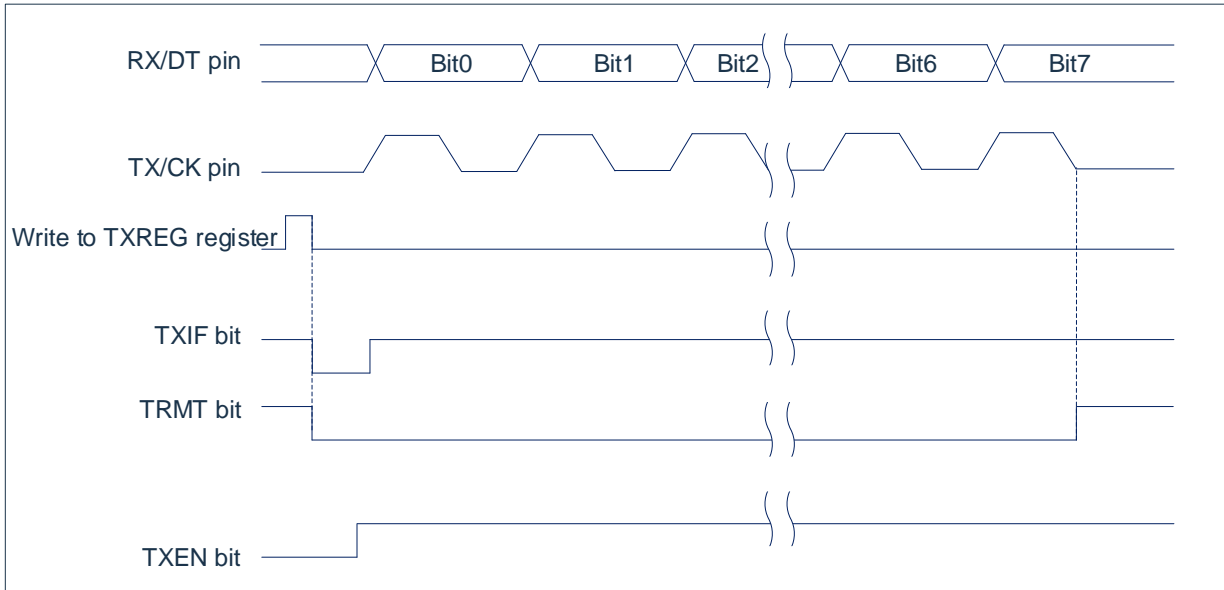 RX/DT pin Bit0 Bit1 Bit2 Bit6 Bit7
TX/CK pin
Write to TXREG register
TXIF bit
TRMT bit
TXEN bit